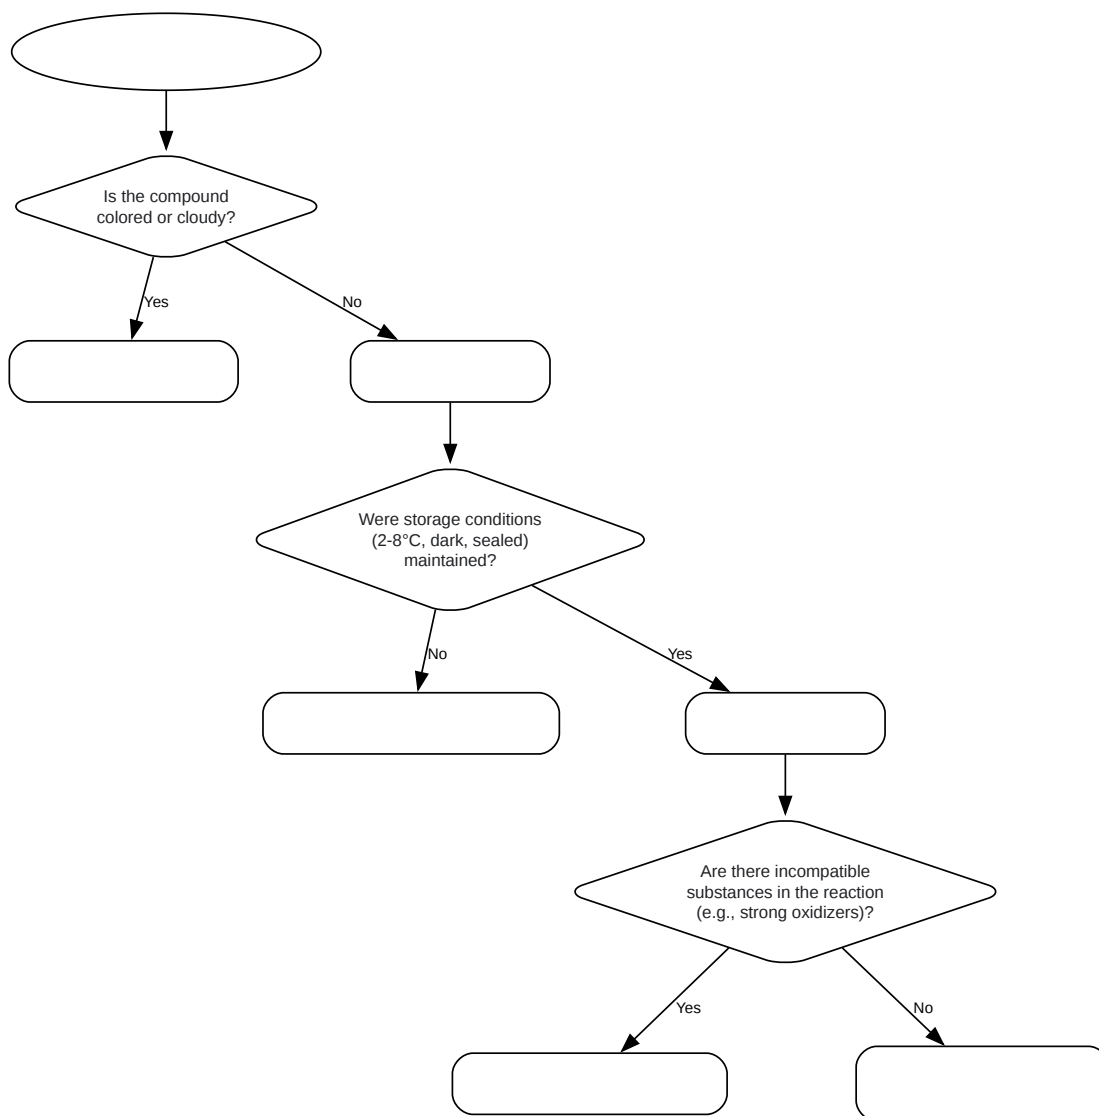 Is the compound
colored or cloudy?
Yes
No
Were storage conditions
(2-8°C, dark, sealed)
maintained?
No
Yes
Are there incompatible
substances in the reaction
(e.g., strong oxidizers)?
Yes
No